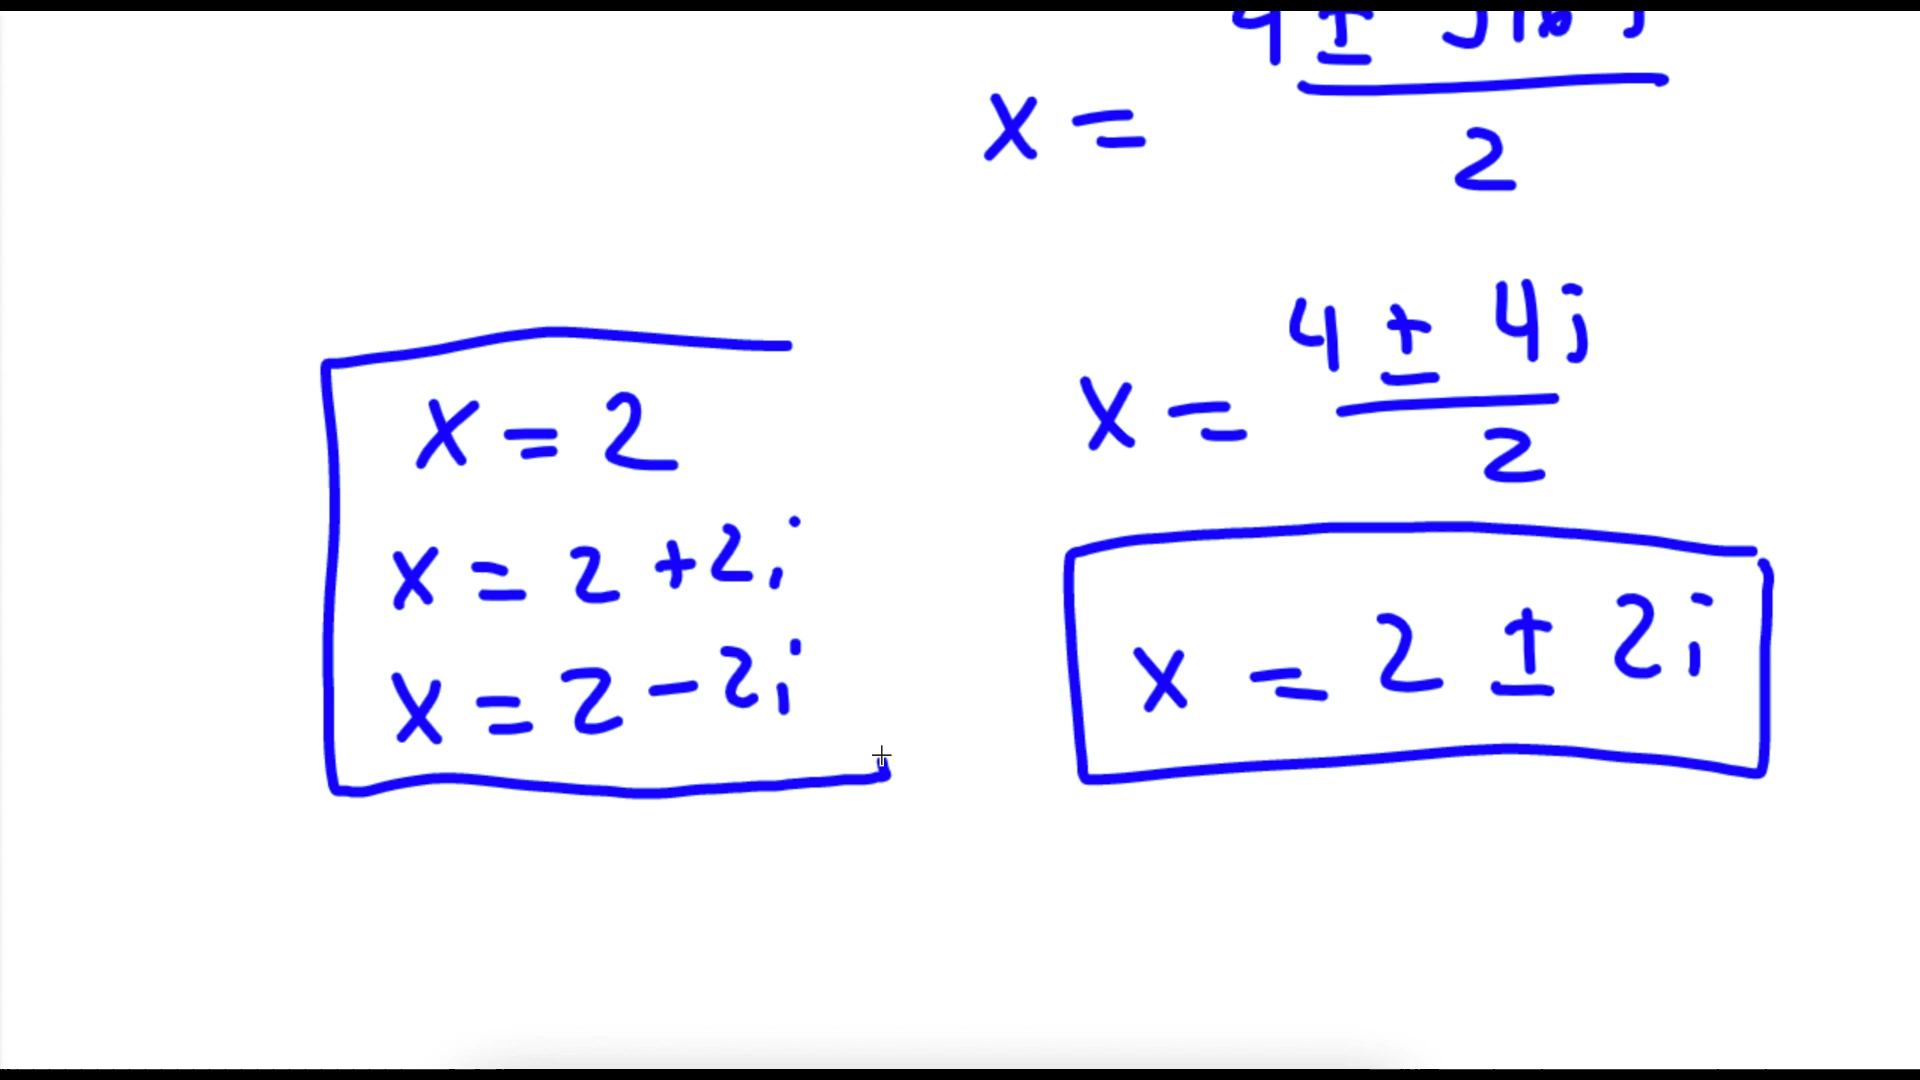 x =
2
x = 4 ± 4i
2
x = 2 ± 2i
x = 2
x = 2 + 2i
x = 2 - 2i